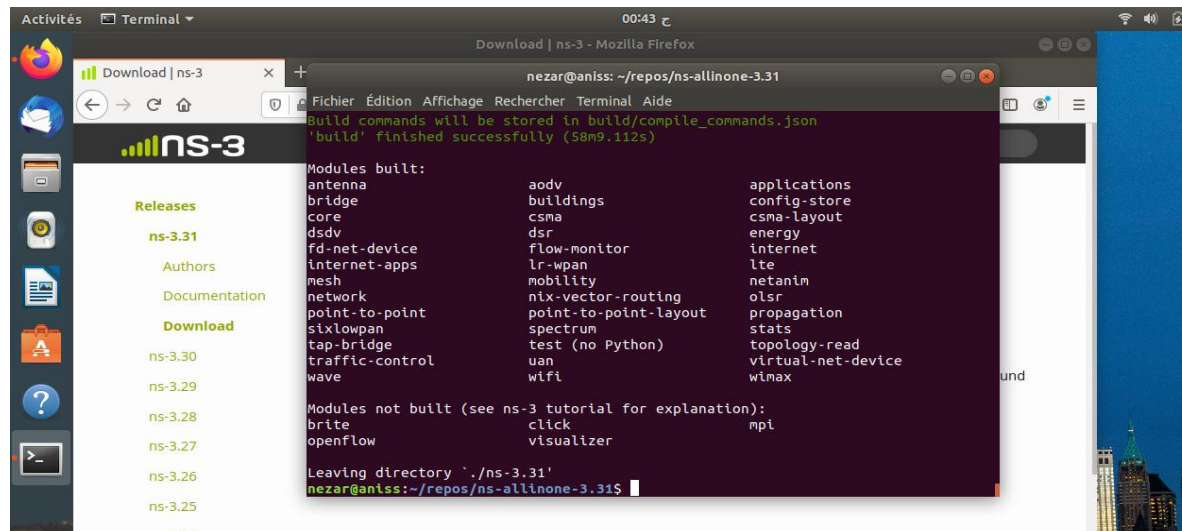 Activités Terminal
00:43 ح
Download | ns-3 - Mozilla Firefox
Download | ns-3
nezar@aniss: ~/repos/ns-allinone-3.31
Fichier Édition Affichage Rechercher Terminal Aide
Build commands will be stored in build/compile_commands.json
'build' finished successfully (58m9.112s)
Modules built:
antenna aodv applications
bridge buildings config-store
core csma csma-layout
dsdv dsr energy
fd-net-device flow-monitor internet
internet-apps lr-wpan lte
mesh mobility netanim
network nix-vector-routing olsr
point-to-point point-to-point-layout propagation
sixlowpan spectrum stats
tap-bridge test (no Python) topology-read
traffic-control uan virtual-net-device
wave wifi wimax
Modules not built (see ns-3 tutorial for explanation):
brite click mpi
openflow visualizer
Leaving directory `./ns-3.31'
nezar@aniss:~/repos/ns-allinone-3.31$
ns-3
Releases
ns-3.31
Authors
Documentation
Download
ns-3.30
ns-3.29
ns-3.28
ns-3.27
ns-3.26
ns-3.25
und